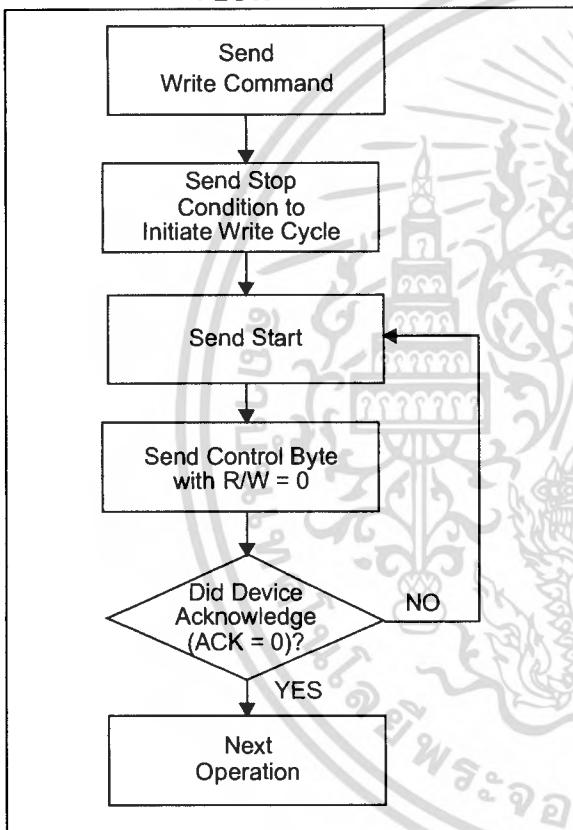 Send
Write Command
Send Stop
Condition to
Initiate Write Cycle
Send Start
Send Control Byte
with R/W = 0
Did Device
Acknowledge
(ACK = 0)?
NO
YES
Next
Operation